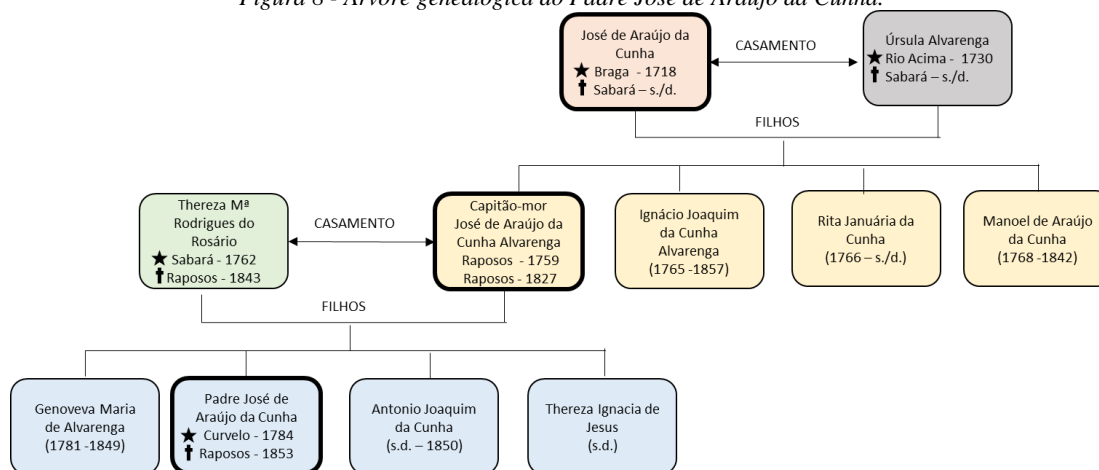 Figura 8 - Árvore genealógica do Padre José de Araújo da Cunha.
José de Araújo da
Cunha
Braga - 1718
Sabará – s./d.
CASAMENTO
Úrsula Alvarenga
Rio Acima - 1730
Sabará – s./d.
FILHOS
Thereza Mª
Rodrigues do
Rosário
Sabará - 1762
Raposos - 1843
CASAMENTO
Capitão-mor
José de Araújo da
Cunha Alvarenga
Raposos - 1759
Raposos - 1827
Ignácio Joaquim
da Cunha
Alvarenga
(1765 -1857)
Rita Januária da
Cunha
(1766 – s./d.)
Manoel de Araújo
da Cunha
(1768 -1842)
FILHOS
Genoveva Maria
de Alvarenga
(1781 -1849)
Padre José de
Araújo da Cunha
Curvelo - 1784
Raposos - 1853
Antonio Joaquim
da Cunha
(s.d. – 1850)
Thereza Ignacia de
Jesus
(s.d.)